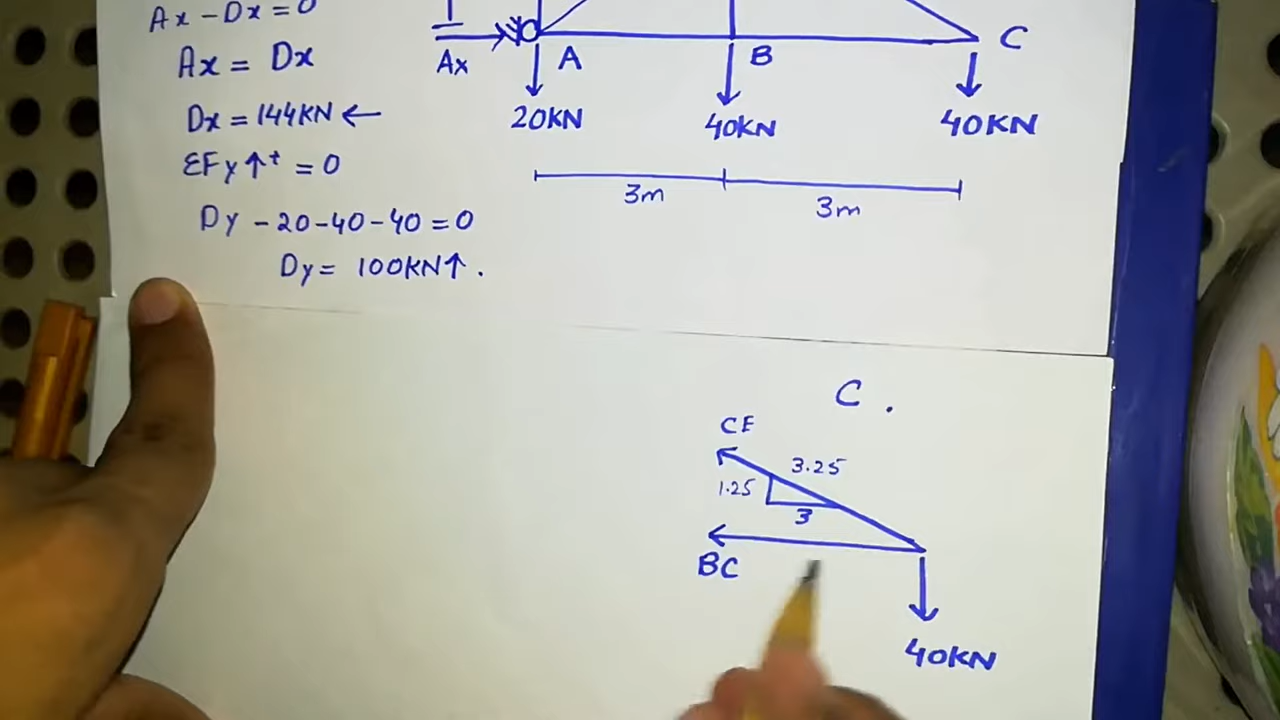 Ax - Dx = 0
Ax = Dx
Dx = 144KN ←
ΣFy ↑+ = 0
Dy - 20 - 40 - 40 = 0
Dy = 100KN ↑ .
Ax
A
B
C
20KN
40KN
40KN
3m
3m
C .
CE
3.25
1.25
3
BC
40KN